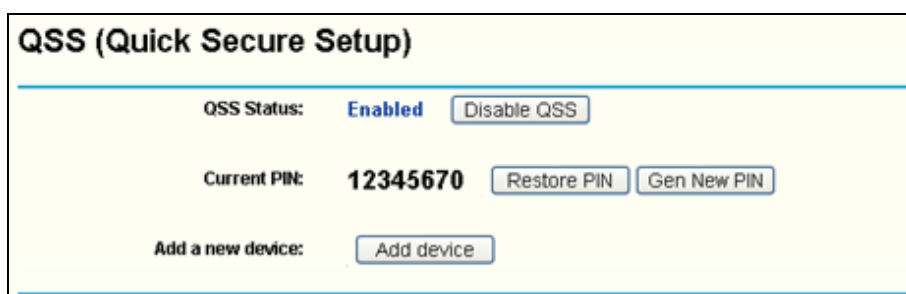 QSS (Quick Secure Setup)
QSS Status: Enabled Disable QSS
Current PIN: 12345670 Restore PIN Gen New PIN
Add a new device: Add device